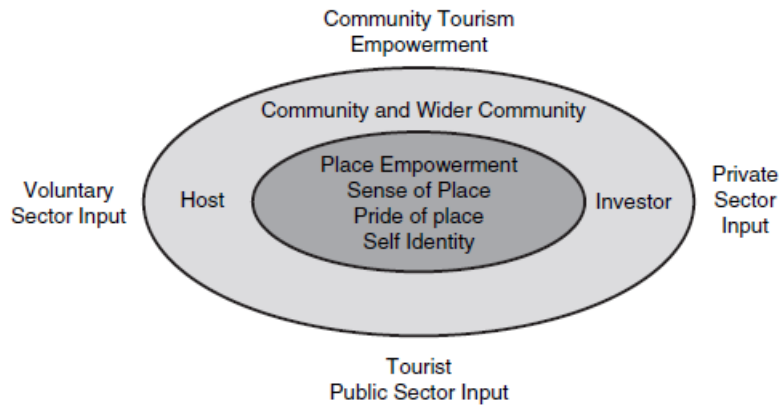 Community Tourism
Empowerment
Community and Wider Community
Place Empowerment
Sense of Place
Pride of place
Self Identity
Voluntary
Sector Input
Host
Investor
Private
Sector
Input
Tourist
Public Sector Input